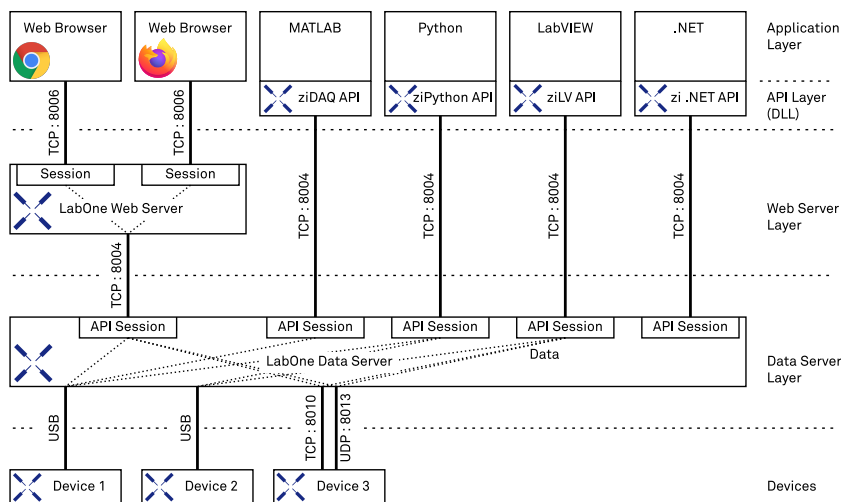 Web Browser
Web Browser
MATLAB
Python
LabVIEW
.NET
Application
Layer
ziDAQ API
ziPython API
ziLV API
zi .NET API
API Layer
(DLL)
TCP : 8006
TCP : 8006
Session
Session
LabOne Web Server
TCP : 8004
TCP : 8004
TCP : 8004
TCP : 8004
Web Server
Layer
TCP : 8004
API Session
API Session
API Session
API Session
API Session
LabOne Data Server
Data
Data Server
Layer
USB
USB
TCP : 8010
UDP : 8013
Device 1
Device 2
Device 3
Devices